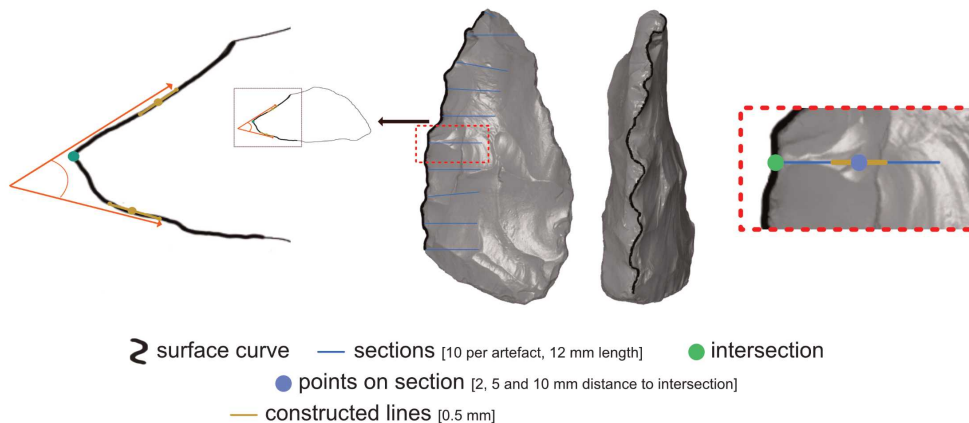 surface curve sections [10 per artefact, 12 mm length] intersection
points on section [2, 5 and 10 mm distance to intersection]
constructed lines [0.5 mm]